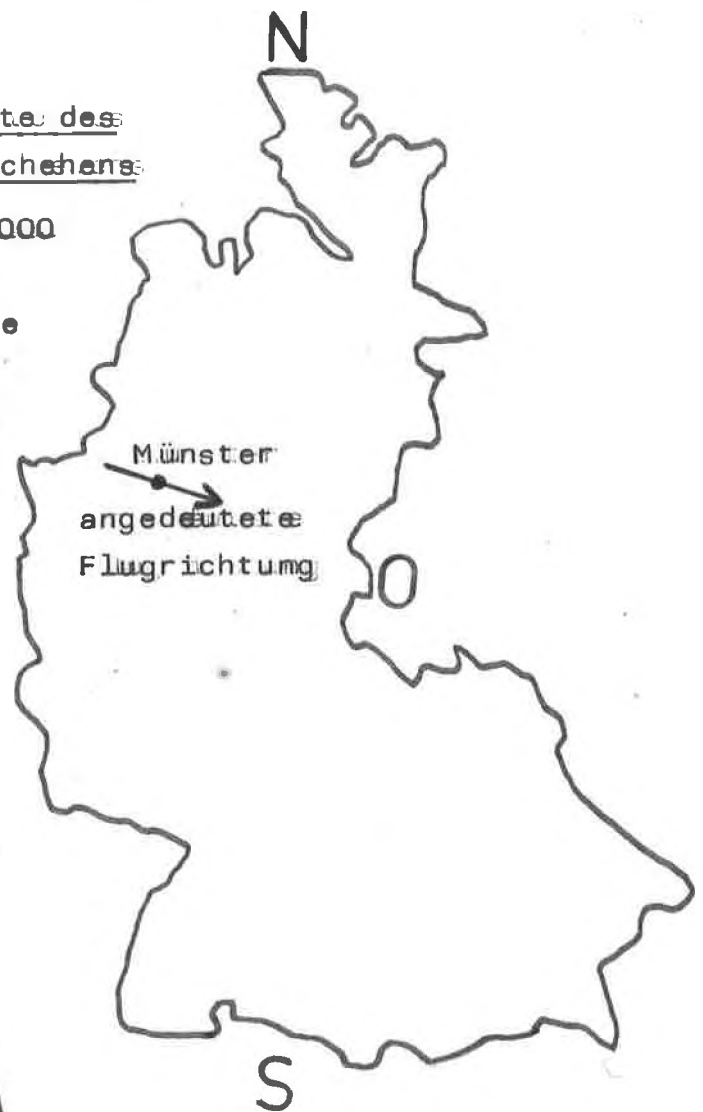 N
te des
chehens
000
e
Münster
angedeutete
Flugrichtung
O
S